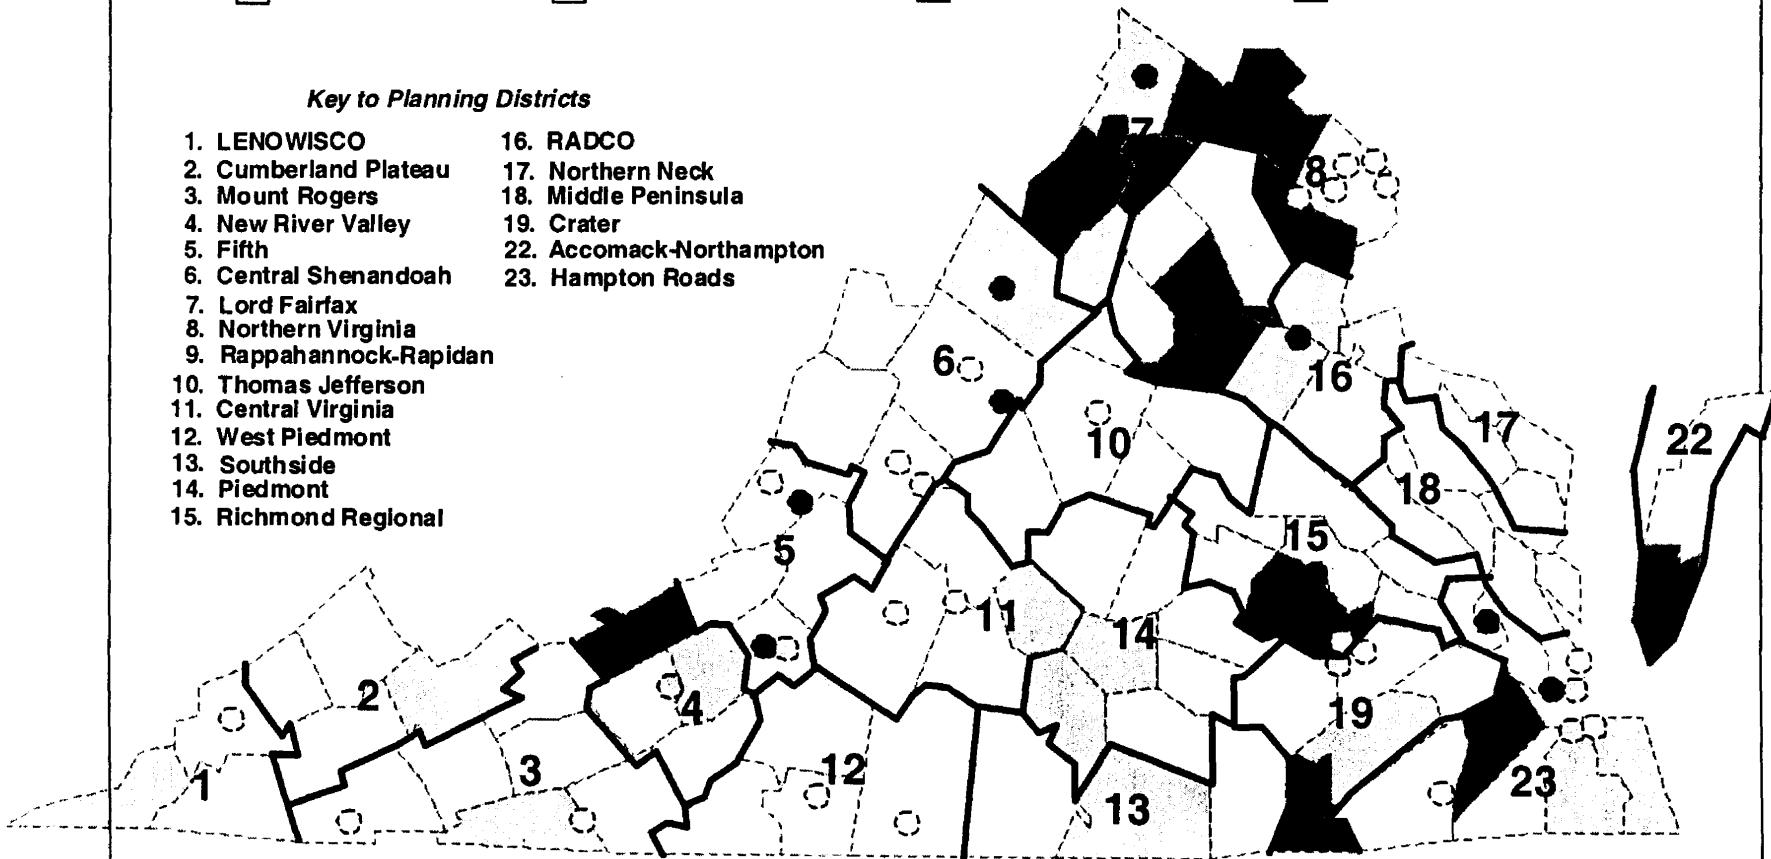 Key to Planning Districts
1. LENOWISCO
2. Cumberland Plateau
3. Mount Rogers
4. New River Valley
5. Fifth
6. Central Shenandoah
7. Lord Fairfax
8. Northern Virginia
9. Rappahannock-Rapidan
10. Thomas Jefferson
11. Central Virginia
12. West Piedmont
13. Southside
14. Piedmont
15. Richmond Regional
16. RADCO
17. Northern Neck
18. Middle Peninsula
19. Crater
22. Accomack-Northampton
23. Hampton Roads
7
8
6
16
10
17
22
18
15
5
11
14
2
4
19
1
3
12
13
23